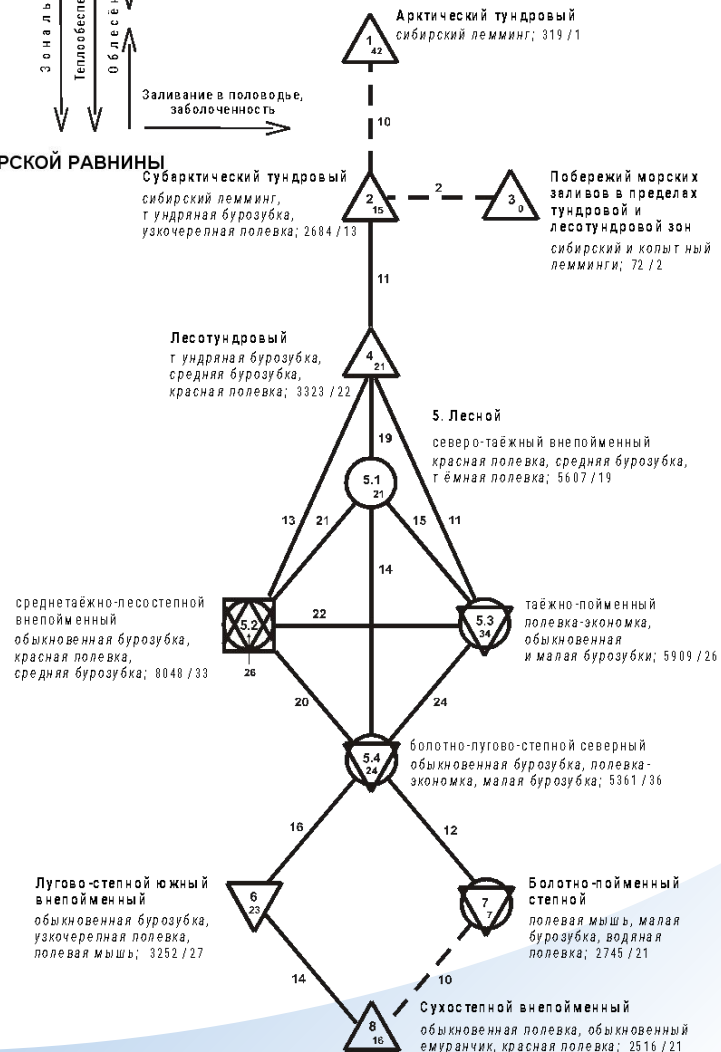 Зональ
Теплообеспе
Облесён
Заливание в половодье,
заболоченность
РСКОЙ РАВНИНЫ
1
42
Арктический тундровый
сибирский лемминг; 319/1
10
Субарктический тундровый
сибирский лемминг,
тундряная бурозубка,
узкочерепная полевка; 2684/13
2
15
2
3
0
Побережий морских
заливов в пределах
тундровой и
лесотундровой зон
сибирский и копытный
лемминги; 72/2
11
Лесотундровый
тундряная бурозубка,
средняя бурозубка,
красная полевка; 3323/22
4
21
5. Лесной
северо-таёжный внепойменный
красная полевка, средняя бурозубка,
тёмная полевка; 5607/19
19
5.1
21
13
21
15
11
14
среднетаёжно-лесостепной
внепойменный
обыкновенная бурозубка,
красная полевка,
средняя бурозубка; 8048/33
5.2
26
22
5.3
34
таёжно-пойменный
полевка-экономка,
обыкновенная
и малая бурозубки; 5909/26
20
24
5.4
24
болотно-лугово-степной северный
обыкновенная бурозубка, полевка-
экономка, малая бурозубка; 5361/36
16
12
Лугово-степной южный
внепойменный
обыкновенная бурозубка,
узкочерепная полевка,
полевая мышь; 3252/27
6
23
7
7
Болотно-пойменный
степной
полевая мышь, малая
бурозубка, водяная
полевка; 2745/21
14
10
8
16
Сухостепной внепойменный
обыкновенная полевка, обыкновенный
емуранчик, красная полевка; 2516/21